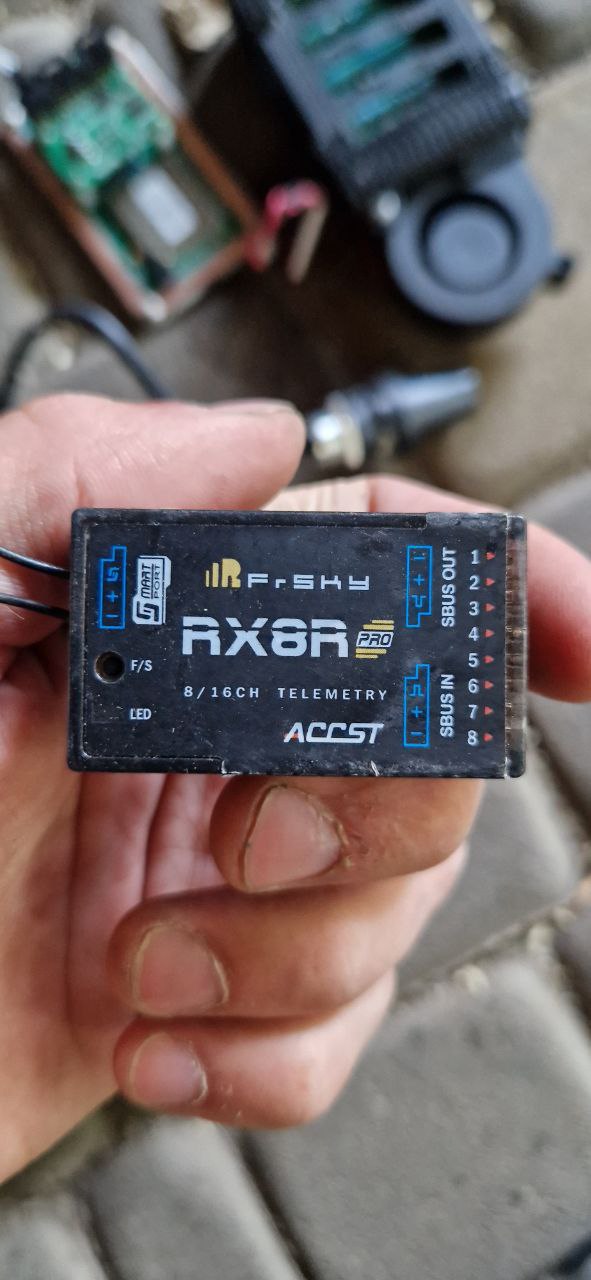 SMART
PORT
F/S
LED
FrSKY
RX8R PRO
8/16CH TELEMETRY
ACCST
SBUS OUT
SBUS IN
1
2
3
4
5
6
7
8